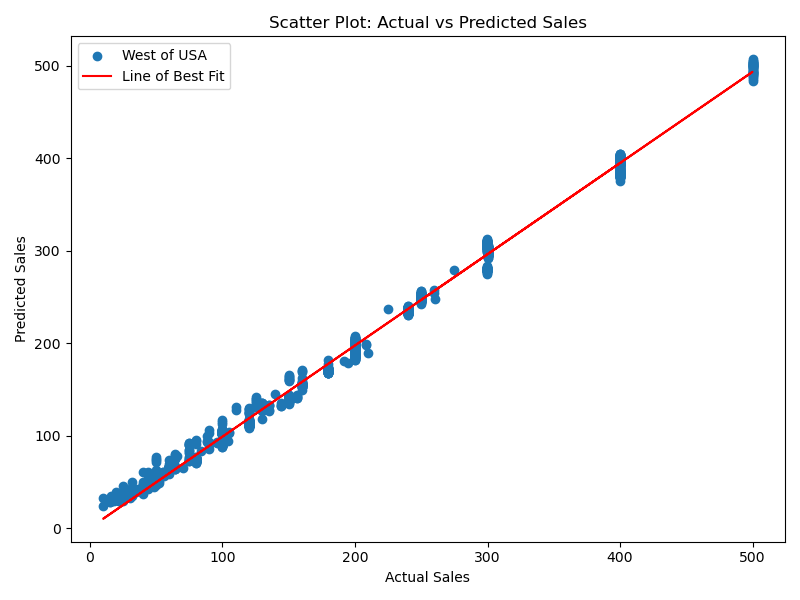 Scatter Plot: Actual vs Predicted Sales
West of USA
Line of Best Fit
Predicted Sales
500
400
300
200
100
0
0 100 200 300 400 500
Actual Sales